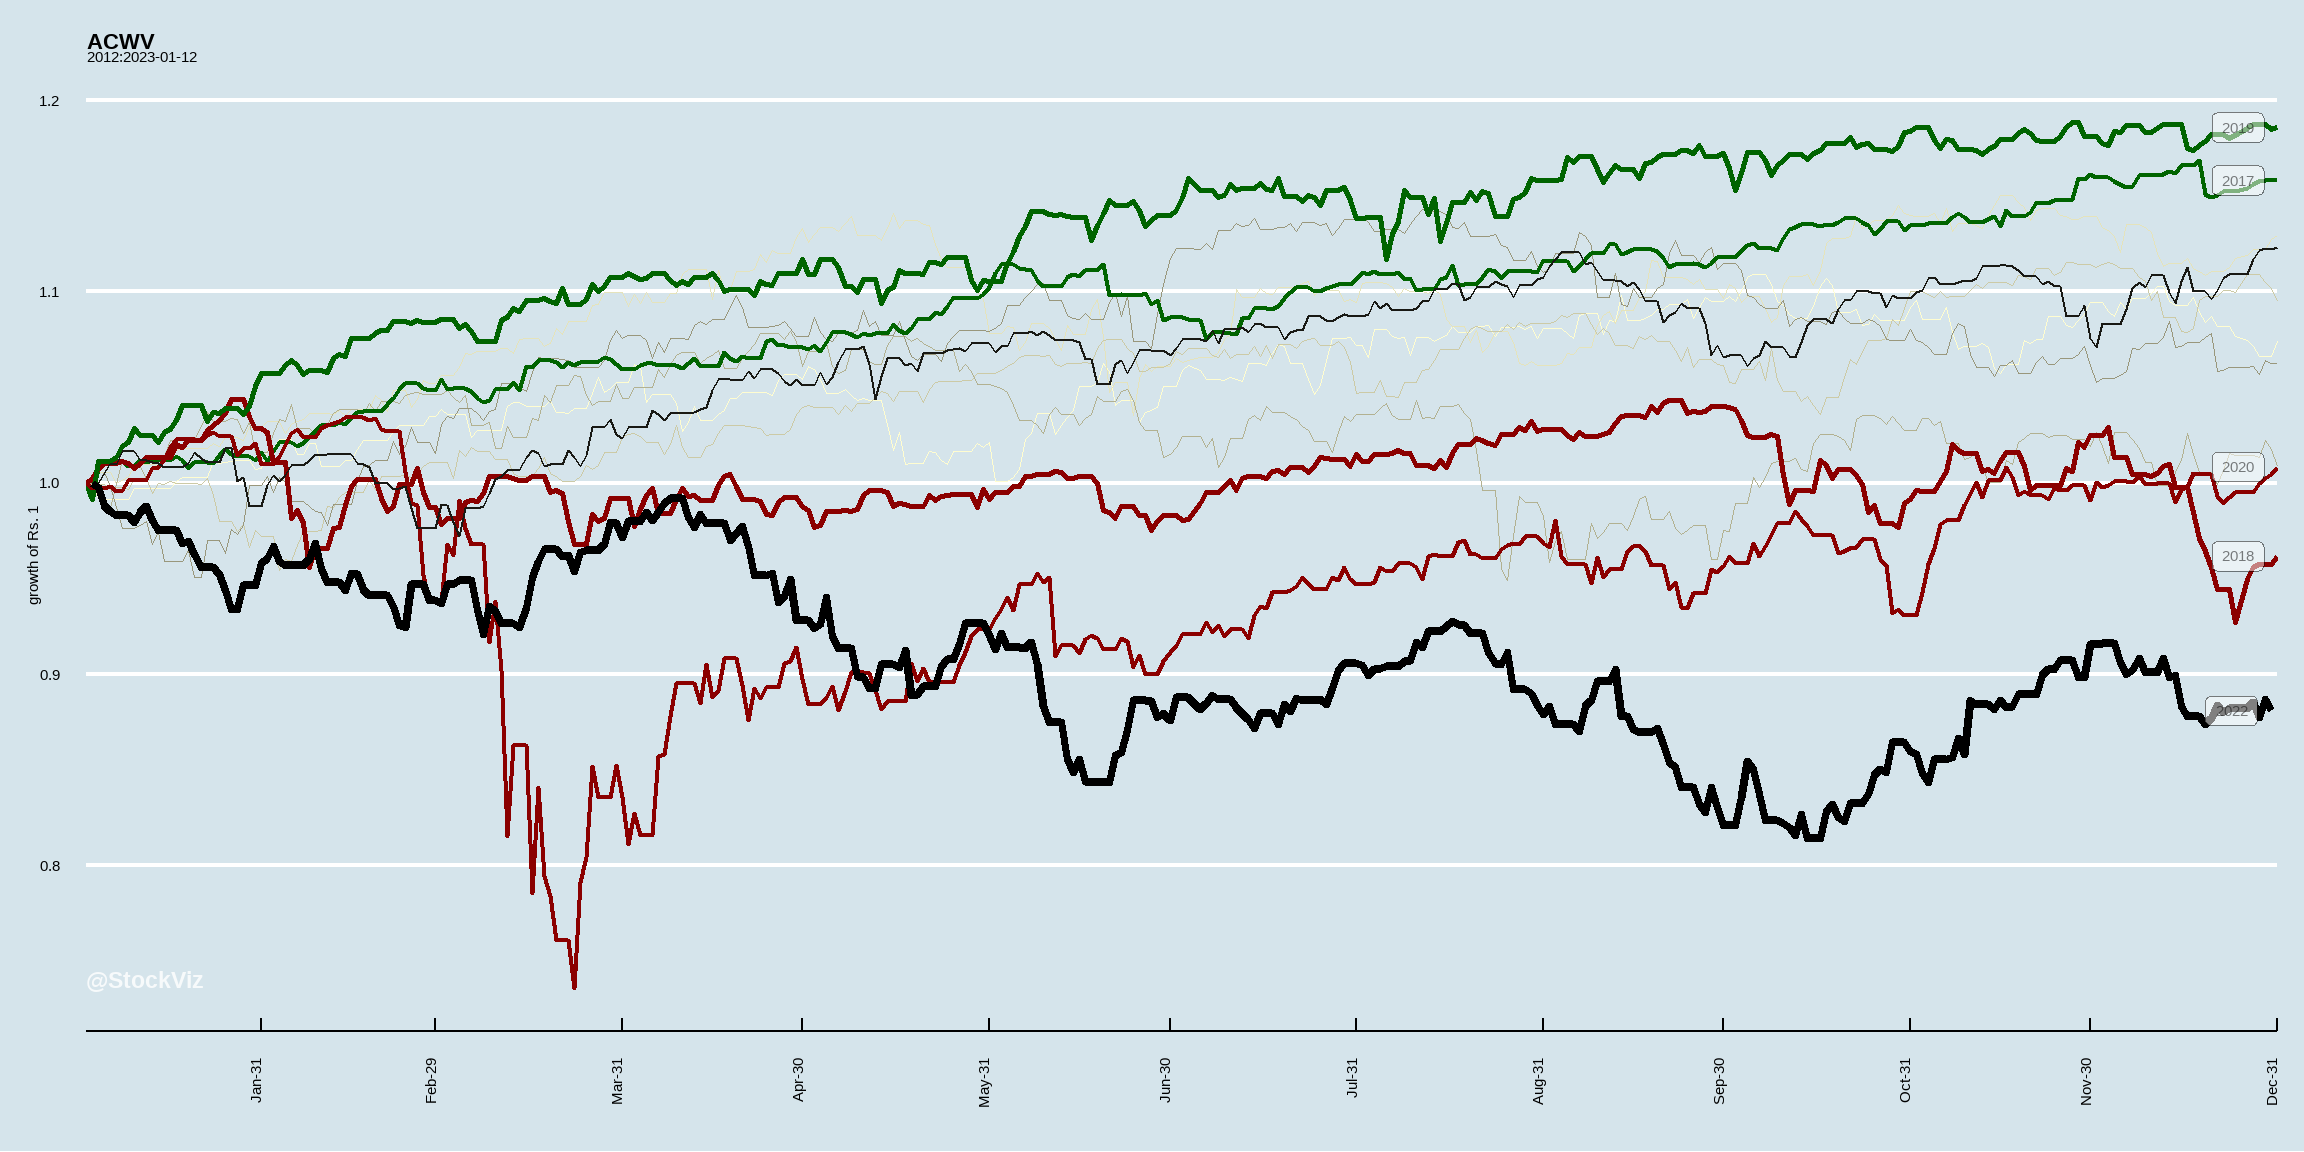 ACWV
2012:2023-01-12
1.2
1.1
1.0
0.9
0.8
growth of Rs. 1
2019
2017
2020
2018
2022
@StockViz
Jan-31
Feb-29
Mar-31
Apr-30
May-31
Jun-30
Jul-31
Aug-31
Sep-30
Oct-31
Nov-30
Dec-31